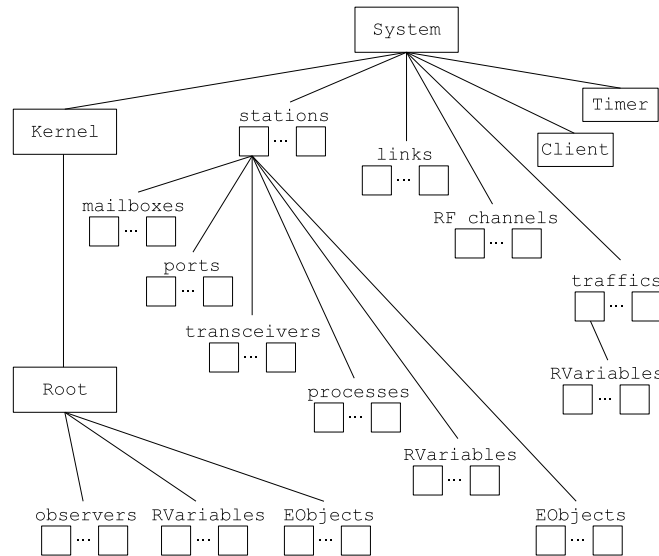 System
Timer
Kernel
stations
...
Client
links
...
mailboxes
...
RF channels
...
ports
...
traffics
...
transceivers
...
RVariables
...
Root
processes
...
RVariables
...
observers
...
RVariables
...
EObjects
...
EObjects
...